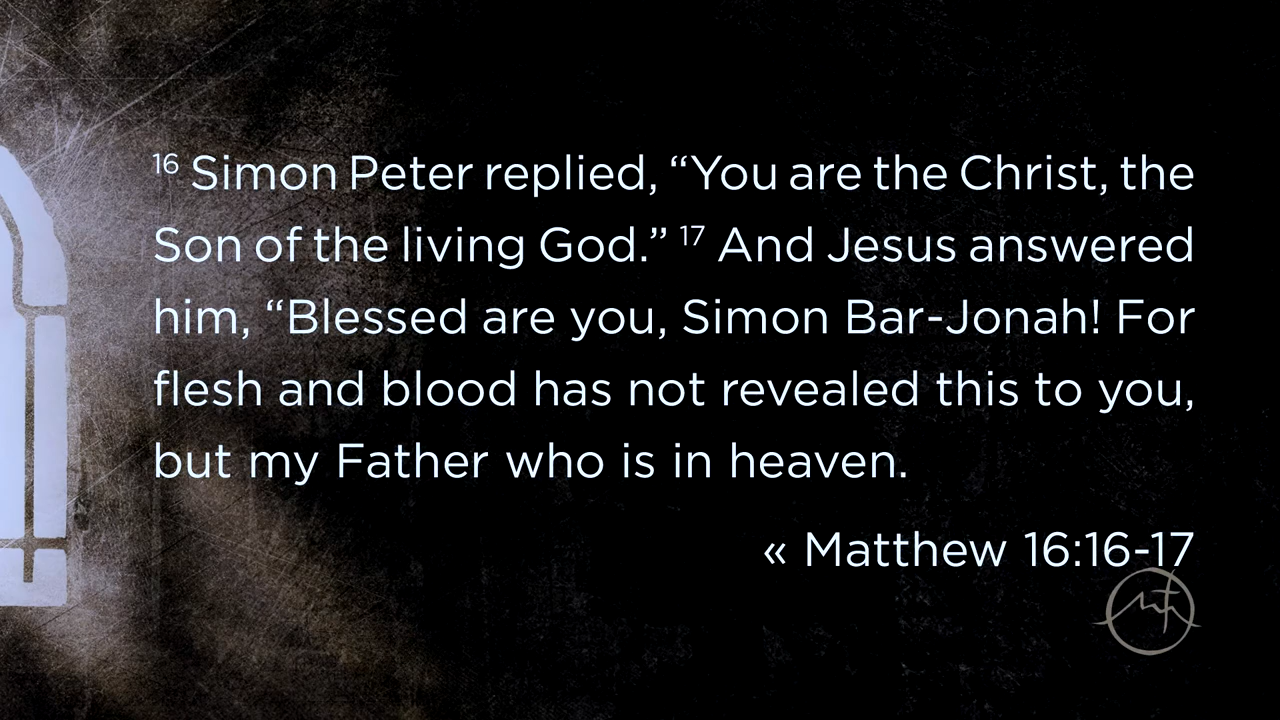 16 Simon Peter replied, “You are the Christ, the
Son of the living God.” 17 And Jesus answered
him, “Blessed are you, Simon Bar-Jonah! For
flesh and blood has not revealed this to you,
but my Father who is in heaven.
« Matthew 16:16-17